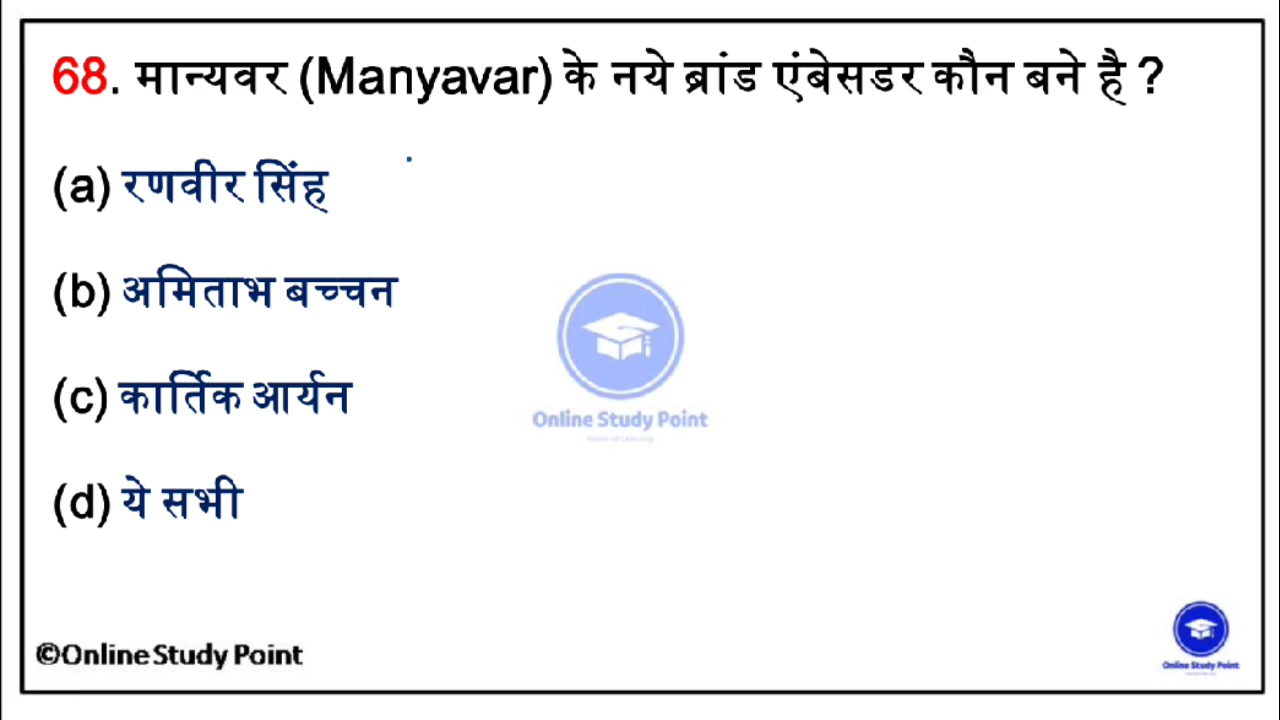 68. मान्यवर (Manyavar) के नये ब्रांड एंबेसडर कौन बने है ?
(a) रणवीर सिंह
(b) अमिताभ बच्चन
(c) कार्तिक आर्यन
(d) ये सभी
Online Study Point
©Online Study Point
Online Study Point